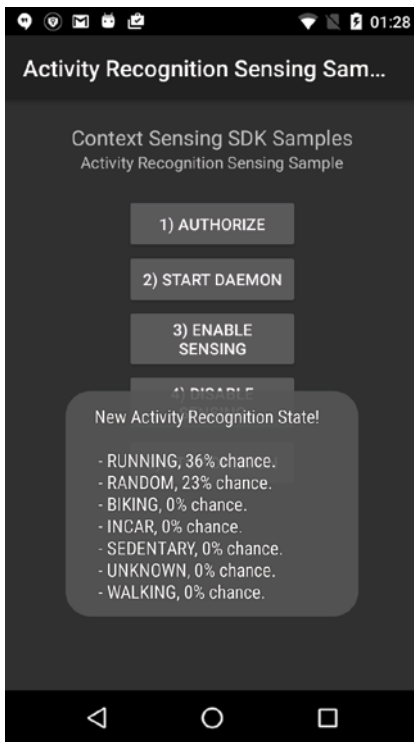 01:28
Activity Recognition Sensing Sam...
Context Sensing SDK Samples
Activity Recognition Sensing Sample
1) AUTHORIZE
2) START DAEMON
3) ENABLE
SENSING
4) DISABLE
New Activity Recognition State!
- RUNNING, 36% chance.
- RANDOM, 23% chance.
- BIKING, 0% chance.
- INCAR, 0% chance.
- SEDENTARY, 0% chance.
- UNKNOWN, 0% chance.
- WALKING, 0% chance.